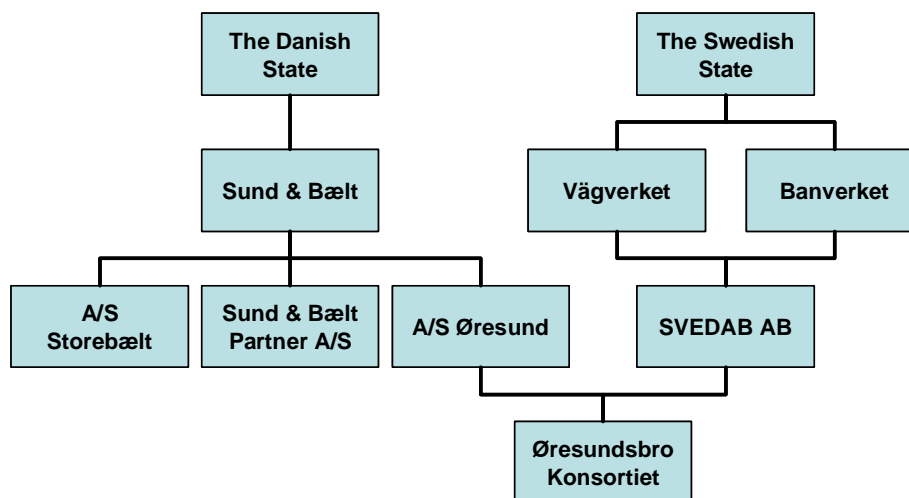 The Danish
State
The Swedish
State
Sund & Bælt
Vägverket
Banverket
A/S
Storebælt
Sund & Bælt
Partner A/S
A/S Øresund
SVEDAB AB
Øresundsbro
Konsortiet